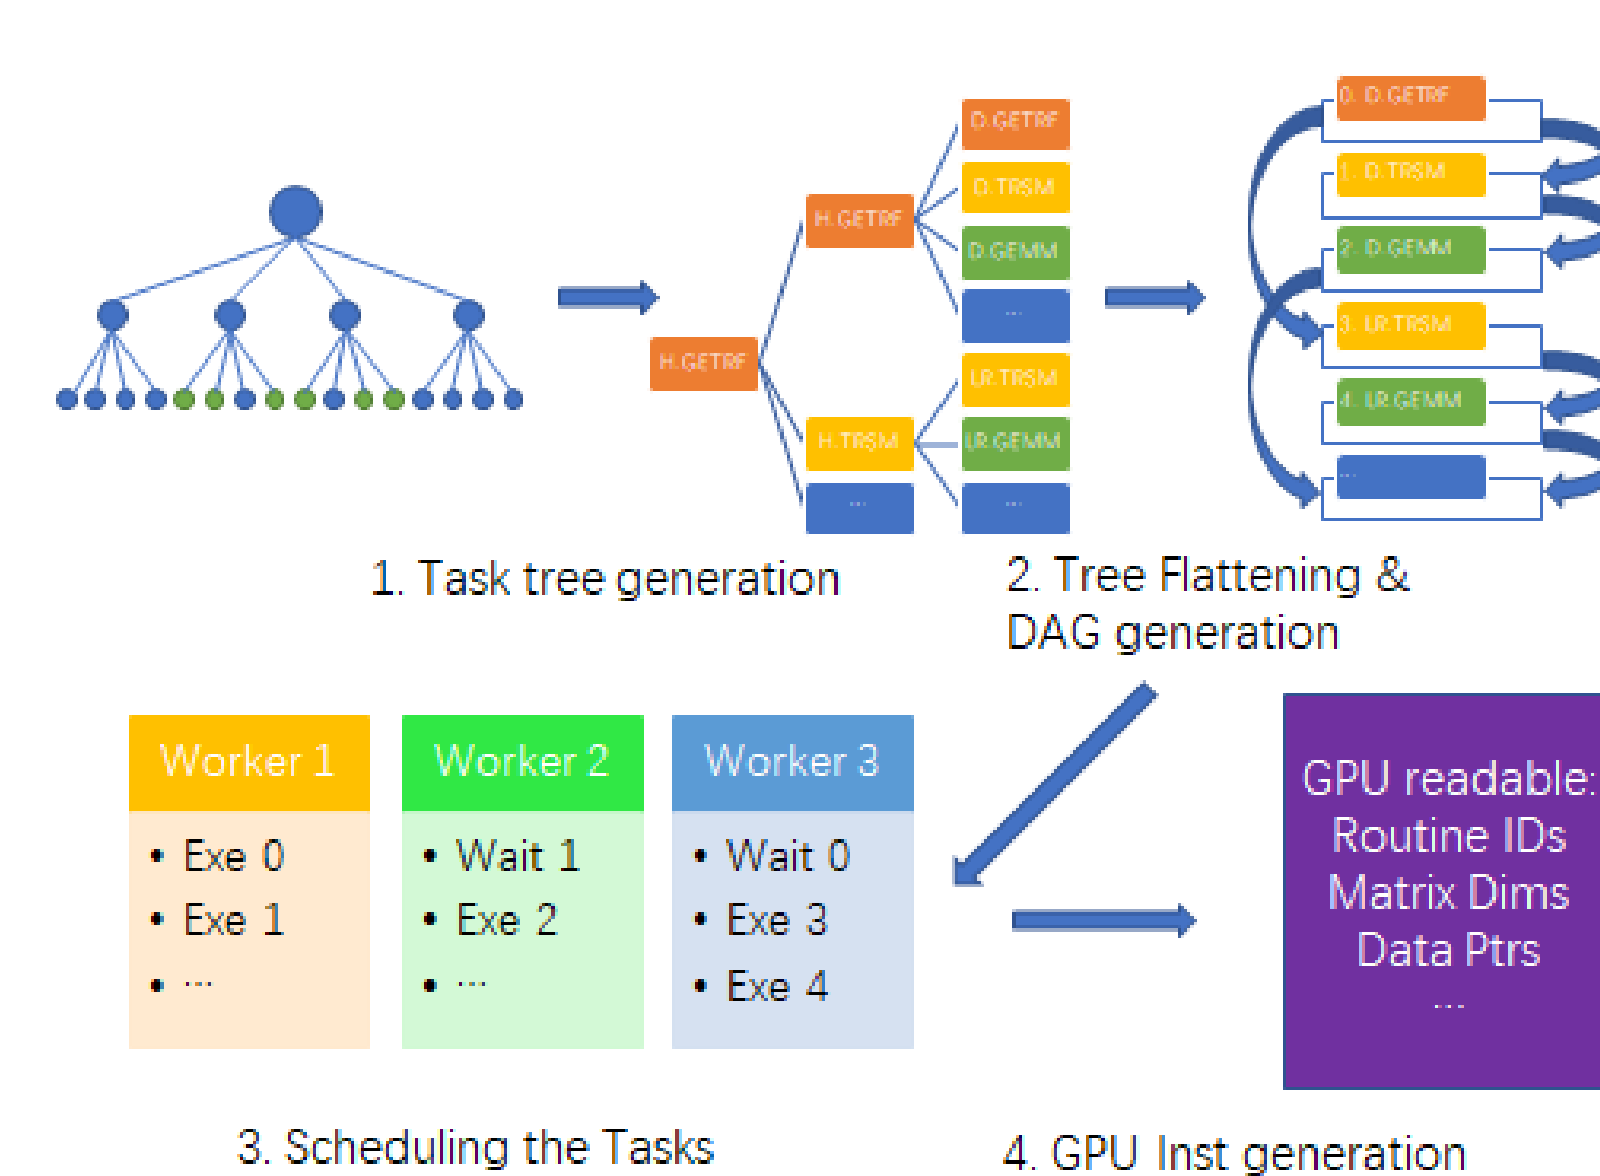 D.GETRF
D.TRSM
D.GEMM
...
H.GETRF
H.GETRF
LR.TRSM
H.TRSM
LR.GEMM
...
...
0. D.GETRF
1. D.TRSM
2. D.GEMM
3. LR.TRSM
4. LR.GEMM
...
1. Task tree generation
2. Tree Flattening &
DAG generation
Worker 1
• Exe 0
• Exe 1
• ...
Worker 2
• Wait 1
• Exe 2
• ...
Worker 3
• Wait 0
• Exe 3
• Exe 4
GPU readable:
Routine IDs
Matrix Dims
Data Ptrs
...
3. Scheduling the Tasks
4. GPU Inst generation